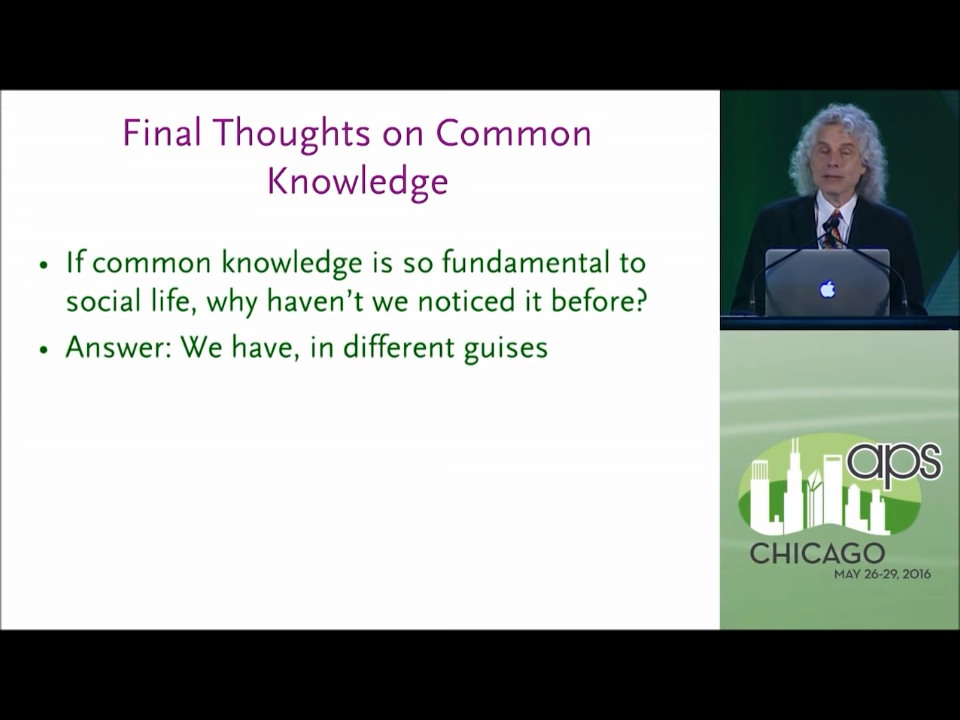 Final Thoughts on Common
Knowledge
• If common knowledge is so fundamental to
social life, why haven't we noticed it before?
• Answer: We have, in different guises
aps
CHICAGO
MAY 26-29, 2016